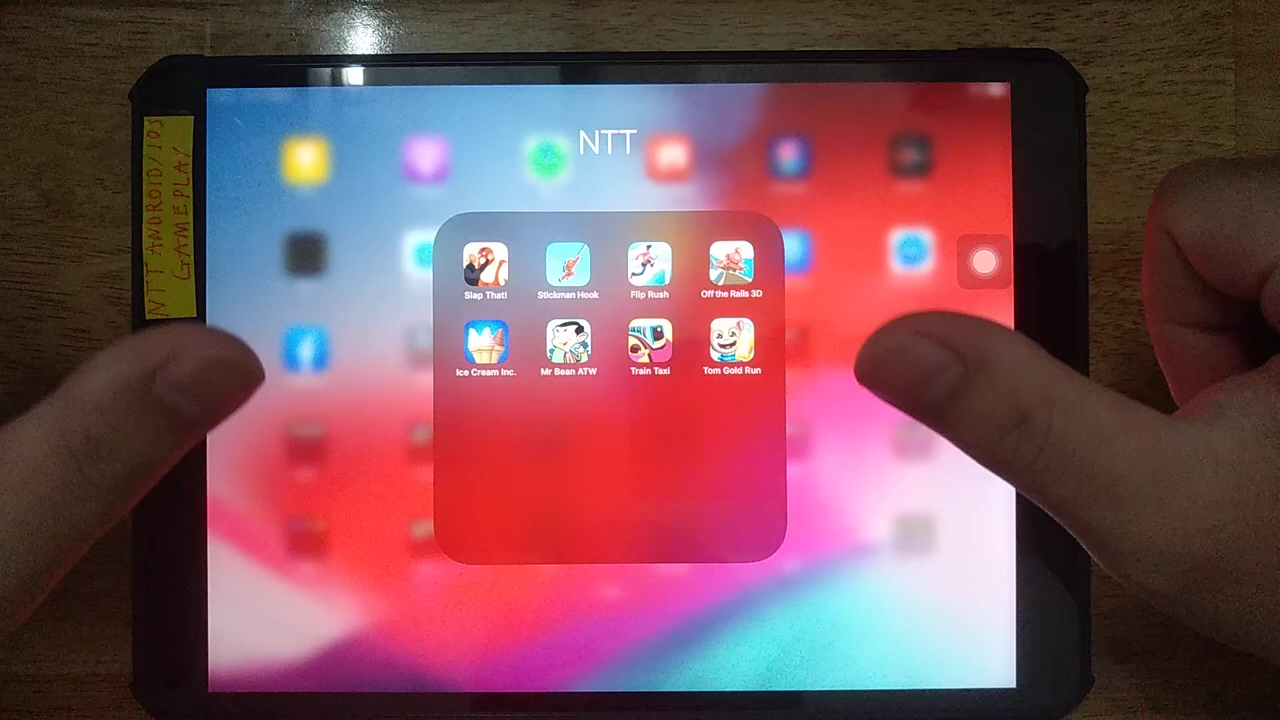 NTT ANDROID/IOS
GAMEPLAY
NTT
Slap That!
Stickman Hook
Flip Rush
Off the Rails 3D
Ice Cream Inc.
Mr Bean ATW
Train Taxi
Tom Gold Run